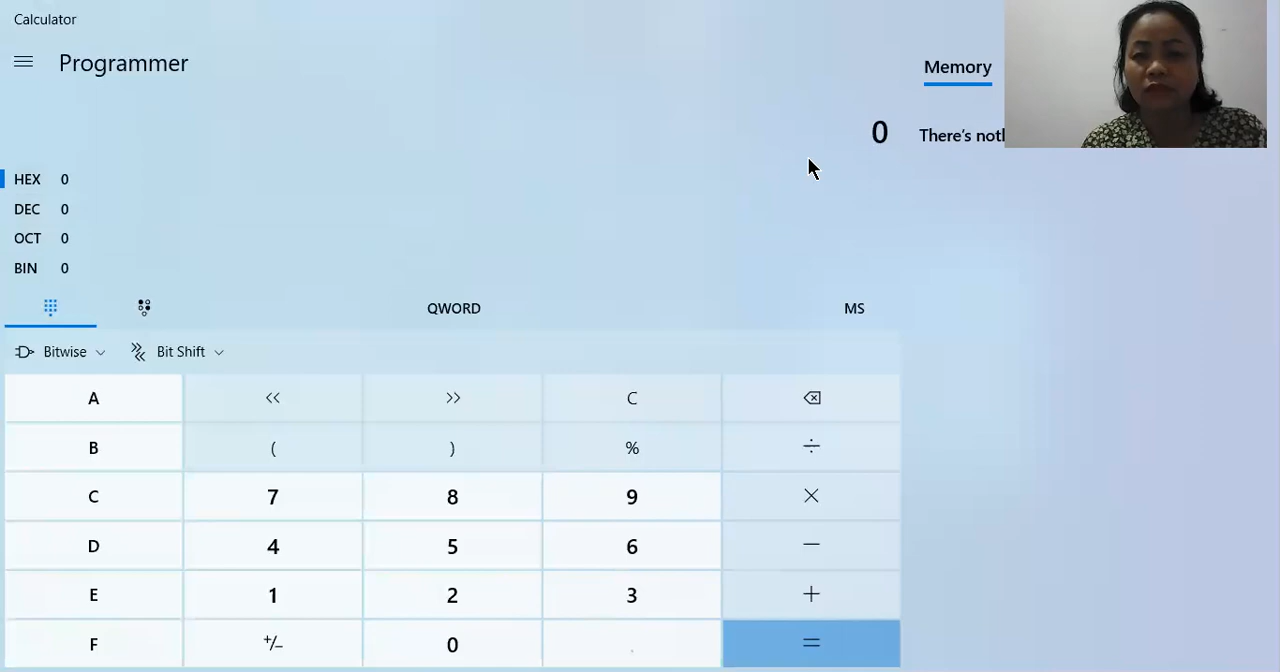 Calculator
Programmer
Memory
0
There's
HEX 0
DEC 0
OCT 0
BIN 0
QWORD
MS
Bitwise
Bit Shift
A << >> C
B ( ) % ÷
C 7 8 9 ×
D 4 5 6 −
E 1 2 3 +
F +/− 0 . =